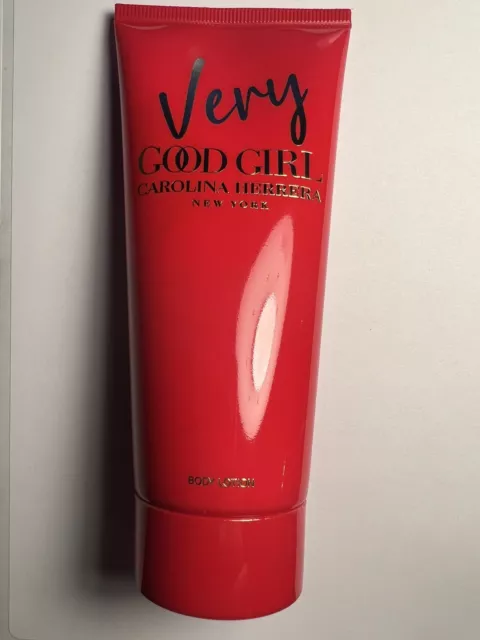 Very
GOOD GIRL
CAROLINA HERRERA
NEW YORK
BODY LOTION